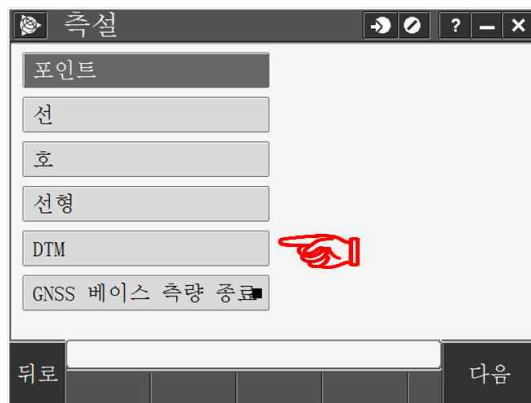 측설
? – ×
포인트
선
호
선형
DTM
GNSS 베이스 측량 종료
뒤로
다음